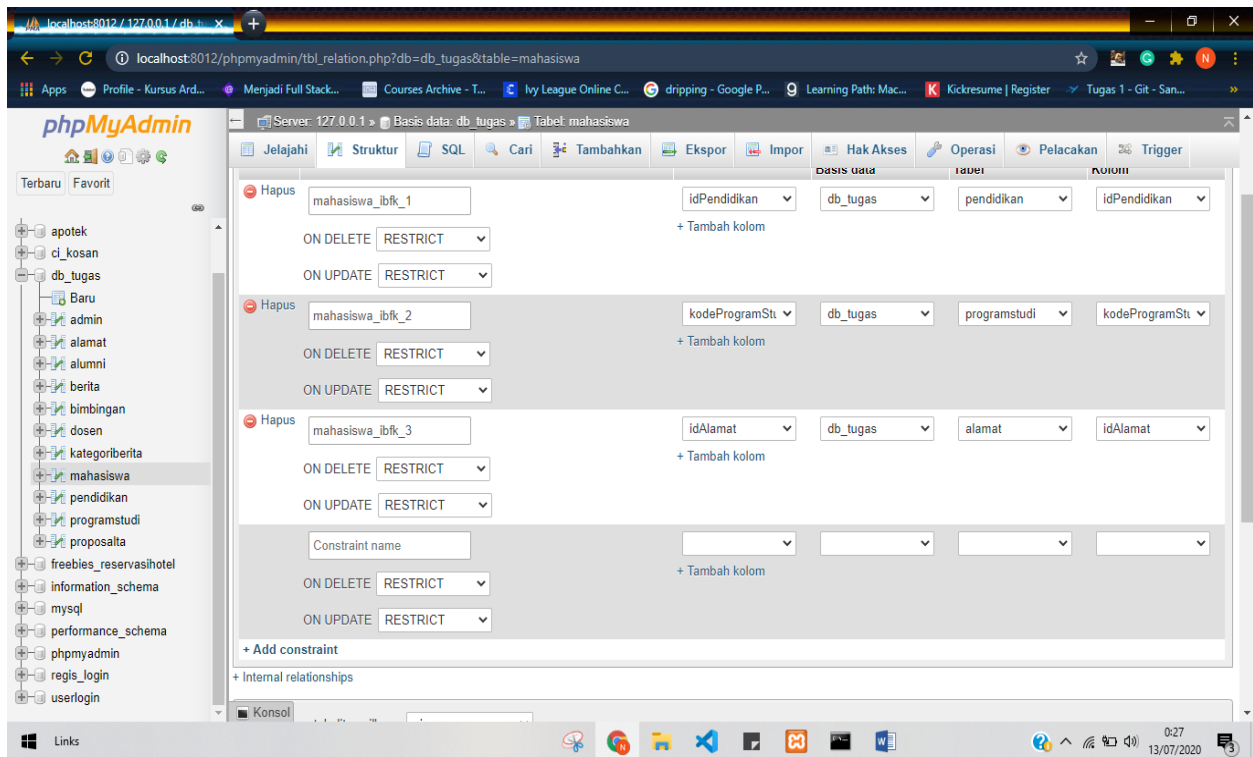 localhost:8012 / 127.0.0.1 / db_t
localhost:8012/phpmyadmin/tbl_relation.php?db=db_tugas&table=mahasiswa
N
Apps Profile - Kursus Ard... Menjadi Full Stack... Courses Archive - T... Ivy League Online C... dripping - Google P... Learning Path: Mac... Kickresume | Register Tugas 1 - Git - San...
phpMyAdmin
Terbaru Favorit
apotek
ci_kosan
db_tugas
Baru
admin
alamat
alumni
berita
bimbingan
dosen
kategoriberita
mahasiswa
pendidikan
programstudi
proposalta
freebies_reservasihotel
information_schema
mysql
performance_schema
phpmyadmin
regis_login
userlogin
Server: 127.0.0.1 » Basis data: db_tugas » Tabel: mahasiswa
Jelajahi Struktur SQL Cari Tambahkan Ekspor Impor Hak Akses Operasi Pelacakan Trigger
Basis data Tabel Kolom
Hapus mahasiswa_ibfk_1 idPendidikan db_tugas pendidikan idPendidikan
+ Tambah kolom
ON DELETE RESTRICT
ON UPDATE RESTRICT
Hapus mahasiswa_ibfk_2 kodeProgramStu db_tugas programstudi kodeProgramStu
+ Tambah kolom
ON DELETE RESTRICT
ON UPDATE RESTRICT
Hapus mahasiswa_ibfk_3 idAlamat db_tugas alamat idAlamat
+ Tambah kolom
ON DELETE RESTRICT
ON UPDATE RESTRICT
Constraint name
+ Tambah kolom
ON DELETE RESTRICT
ON UPDATE RESTRICT
+ Add constraint
+ Internal relationships
Konsol
Links
0:27
13/07/2020
3